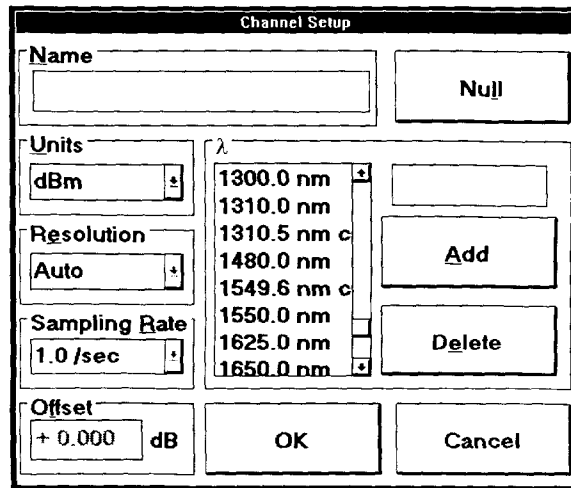 Channel Setup
Name
Null
Units
dBm
Resolution
Auto
Sampling Rate
1.0 /sec
Offset
+ 0.000 dB
λ
1300.0 nm
1310.0 nm
1310.5 nm c
1480.0 nm
1549.6 nm c
1550.0 nm
1625.0 nm
1650.0 nm
Add
Delete
OK
Cancel